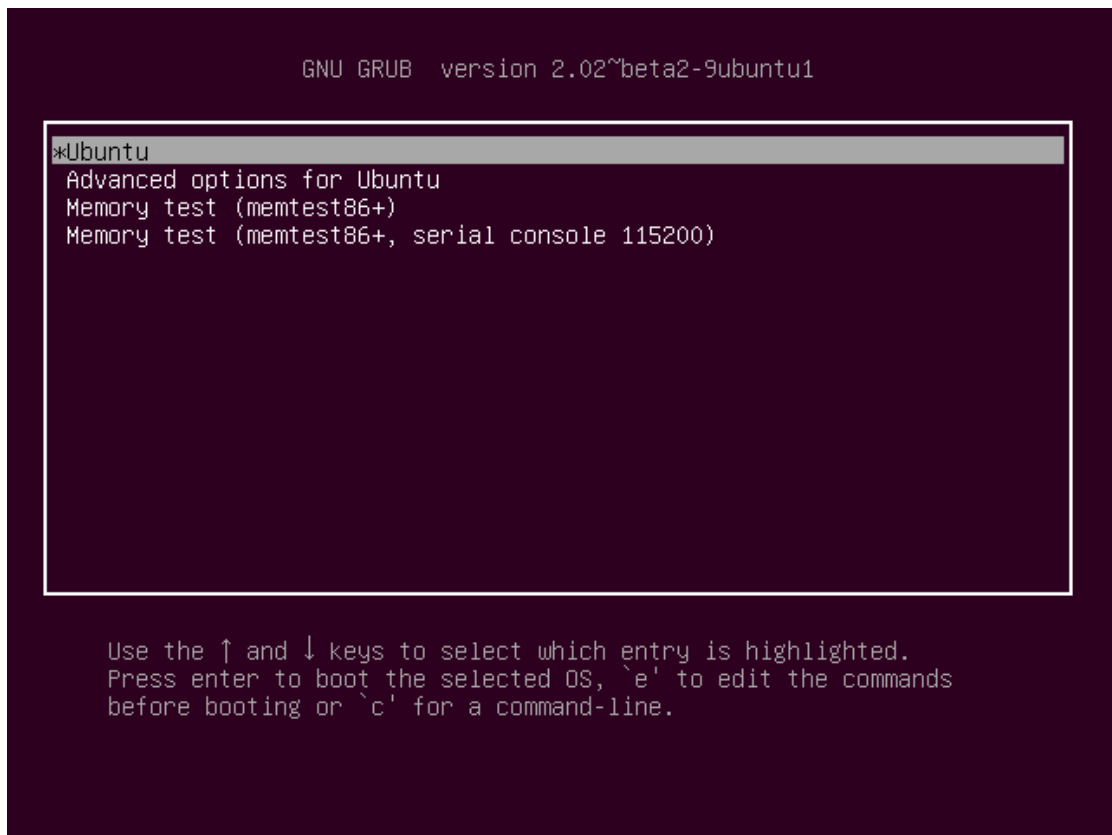 GNU GRUB  version 2.02~beta2-9ubuntu1
*Ubuntu
Advanced options for Ubuntu
Memory test (memtest86+)
Memory test (memtest86+, serial console 115200)
Use the ↑ and ↓ keys to select which entry is highlighted.
Press enter to boot the selected OS, `e' to edit the commands
before booting or `c' for a command-line.